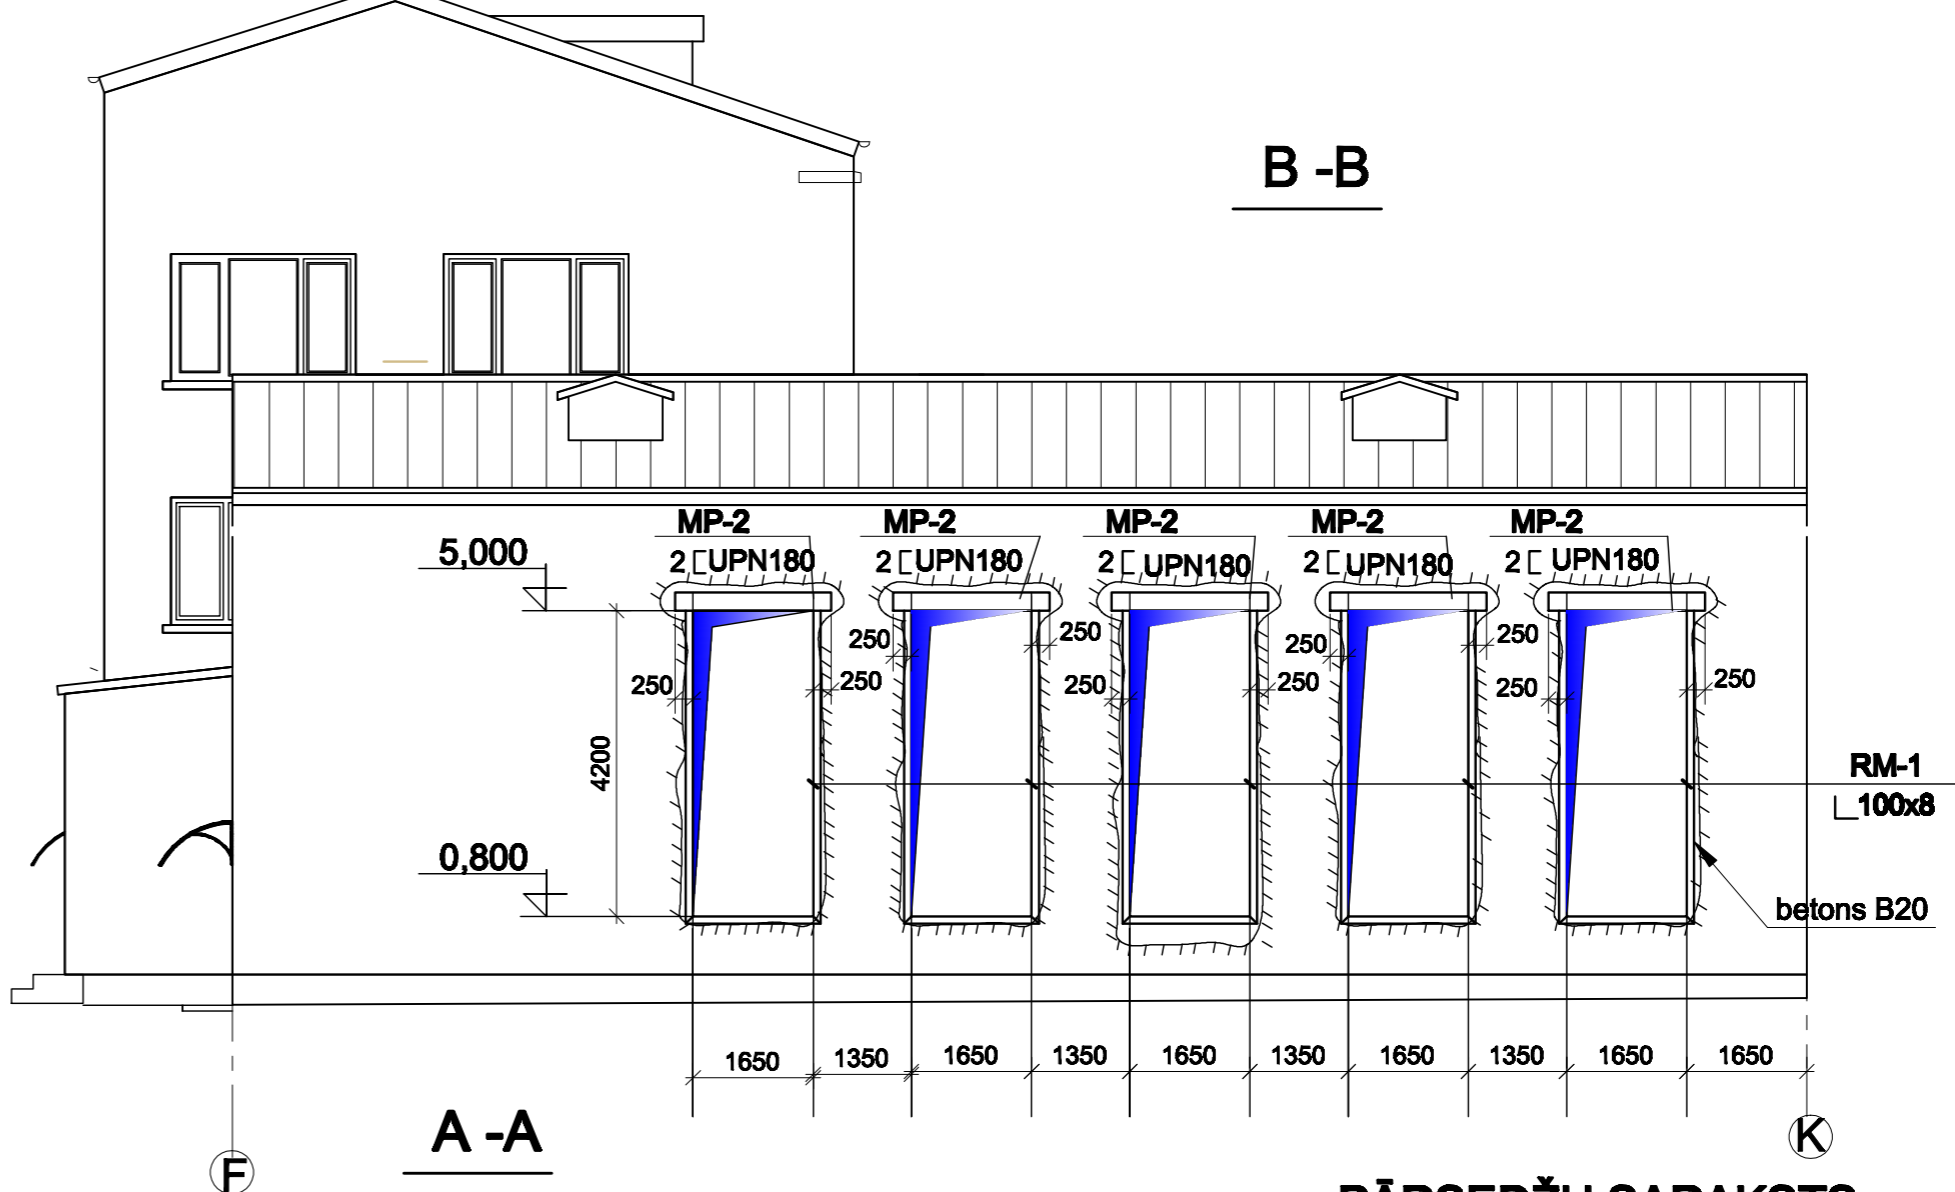 B -B
MP-2 MP-2 MP-2 MP-2 MP-2
5,000
2 UPN180 2 UPN180 2 UPN180 2 UPN180 2 UPN180
250 250 250 250
250 250 250 250 250 250
4200
RM-1
100x8
0,800
betons B20
1650 1350 1650 1350 1650 1350 1650 1350 1650 1650
A -A
K
F
PĀRSEDŽU SARAKSTS